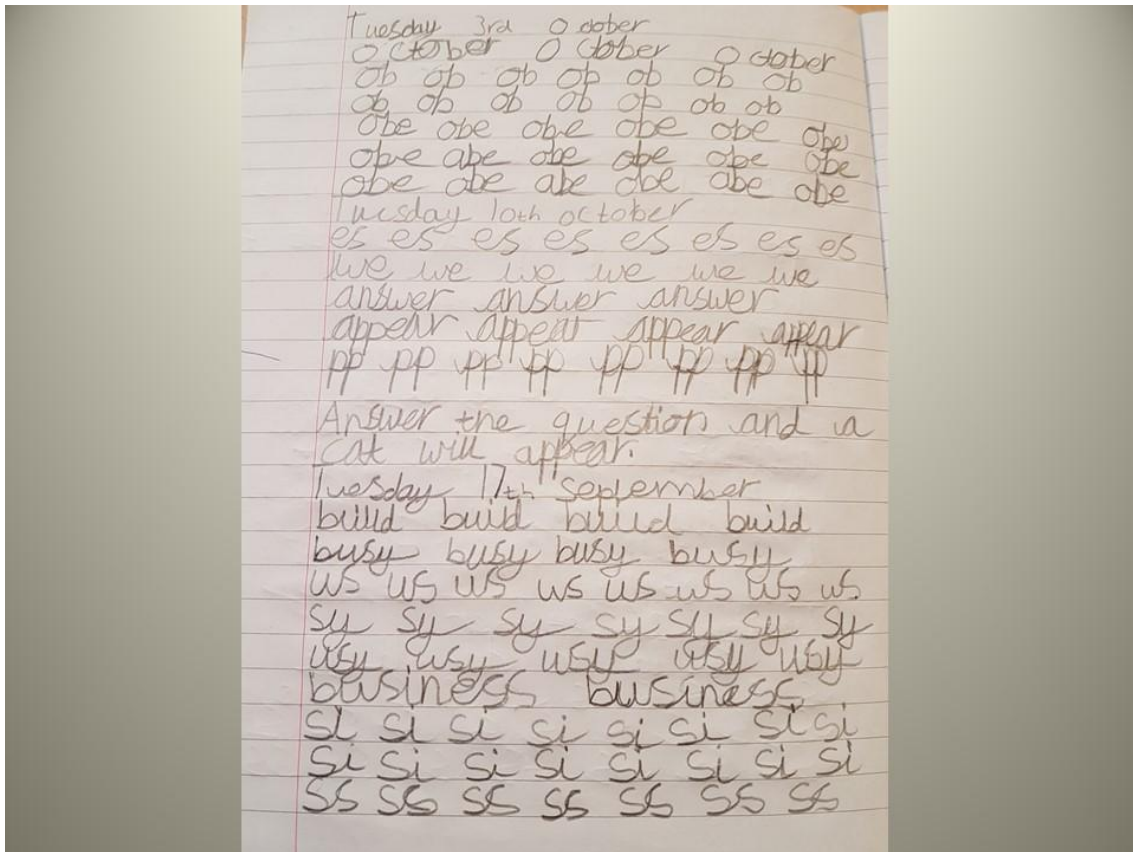 Tuesday 3rd October
October October October
ob ob ob ob ob ob ob
ob ob ob ob ob ob ob
obe obe obe obe obe obe
obe obe obe obe obe obe
obe obe obe obe obe obe
Tuesday 10th october
es es es es es es es es
we we we we we we
answer answer answer
appear appear appear appear
pp pp pp pp pp pp pp pp
Answer the question and a
cat will appear.
Tuesday 17th September
build build build build
busy busy busy busy
us us us us us us us us.
sy sy sy sy sy sy sy
usy usy usy usy usy
business business
si si si si si si si si
si si si si si si si si
ss ss ss ss ss ss ss